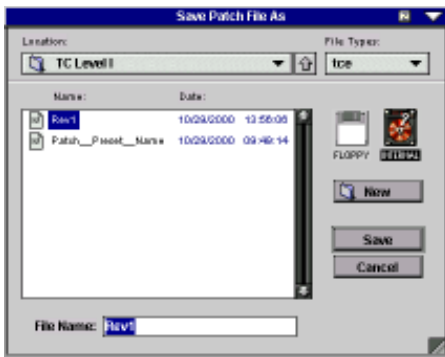 Save Patch File As
Location: File Types:
TC Level I tce
Name: Date:
Rev1 10/29/2000 13:56:06
Patch__Preset__Name 10/29/2000 09:49:14
FLOPPY INTERNAL
New
Save
Cancel
File Name: Rev1